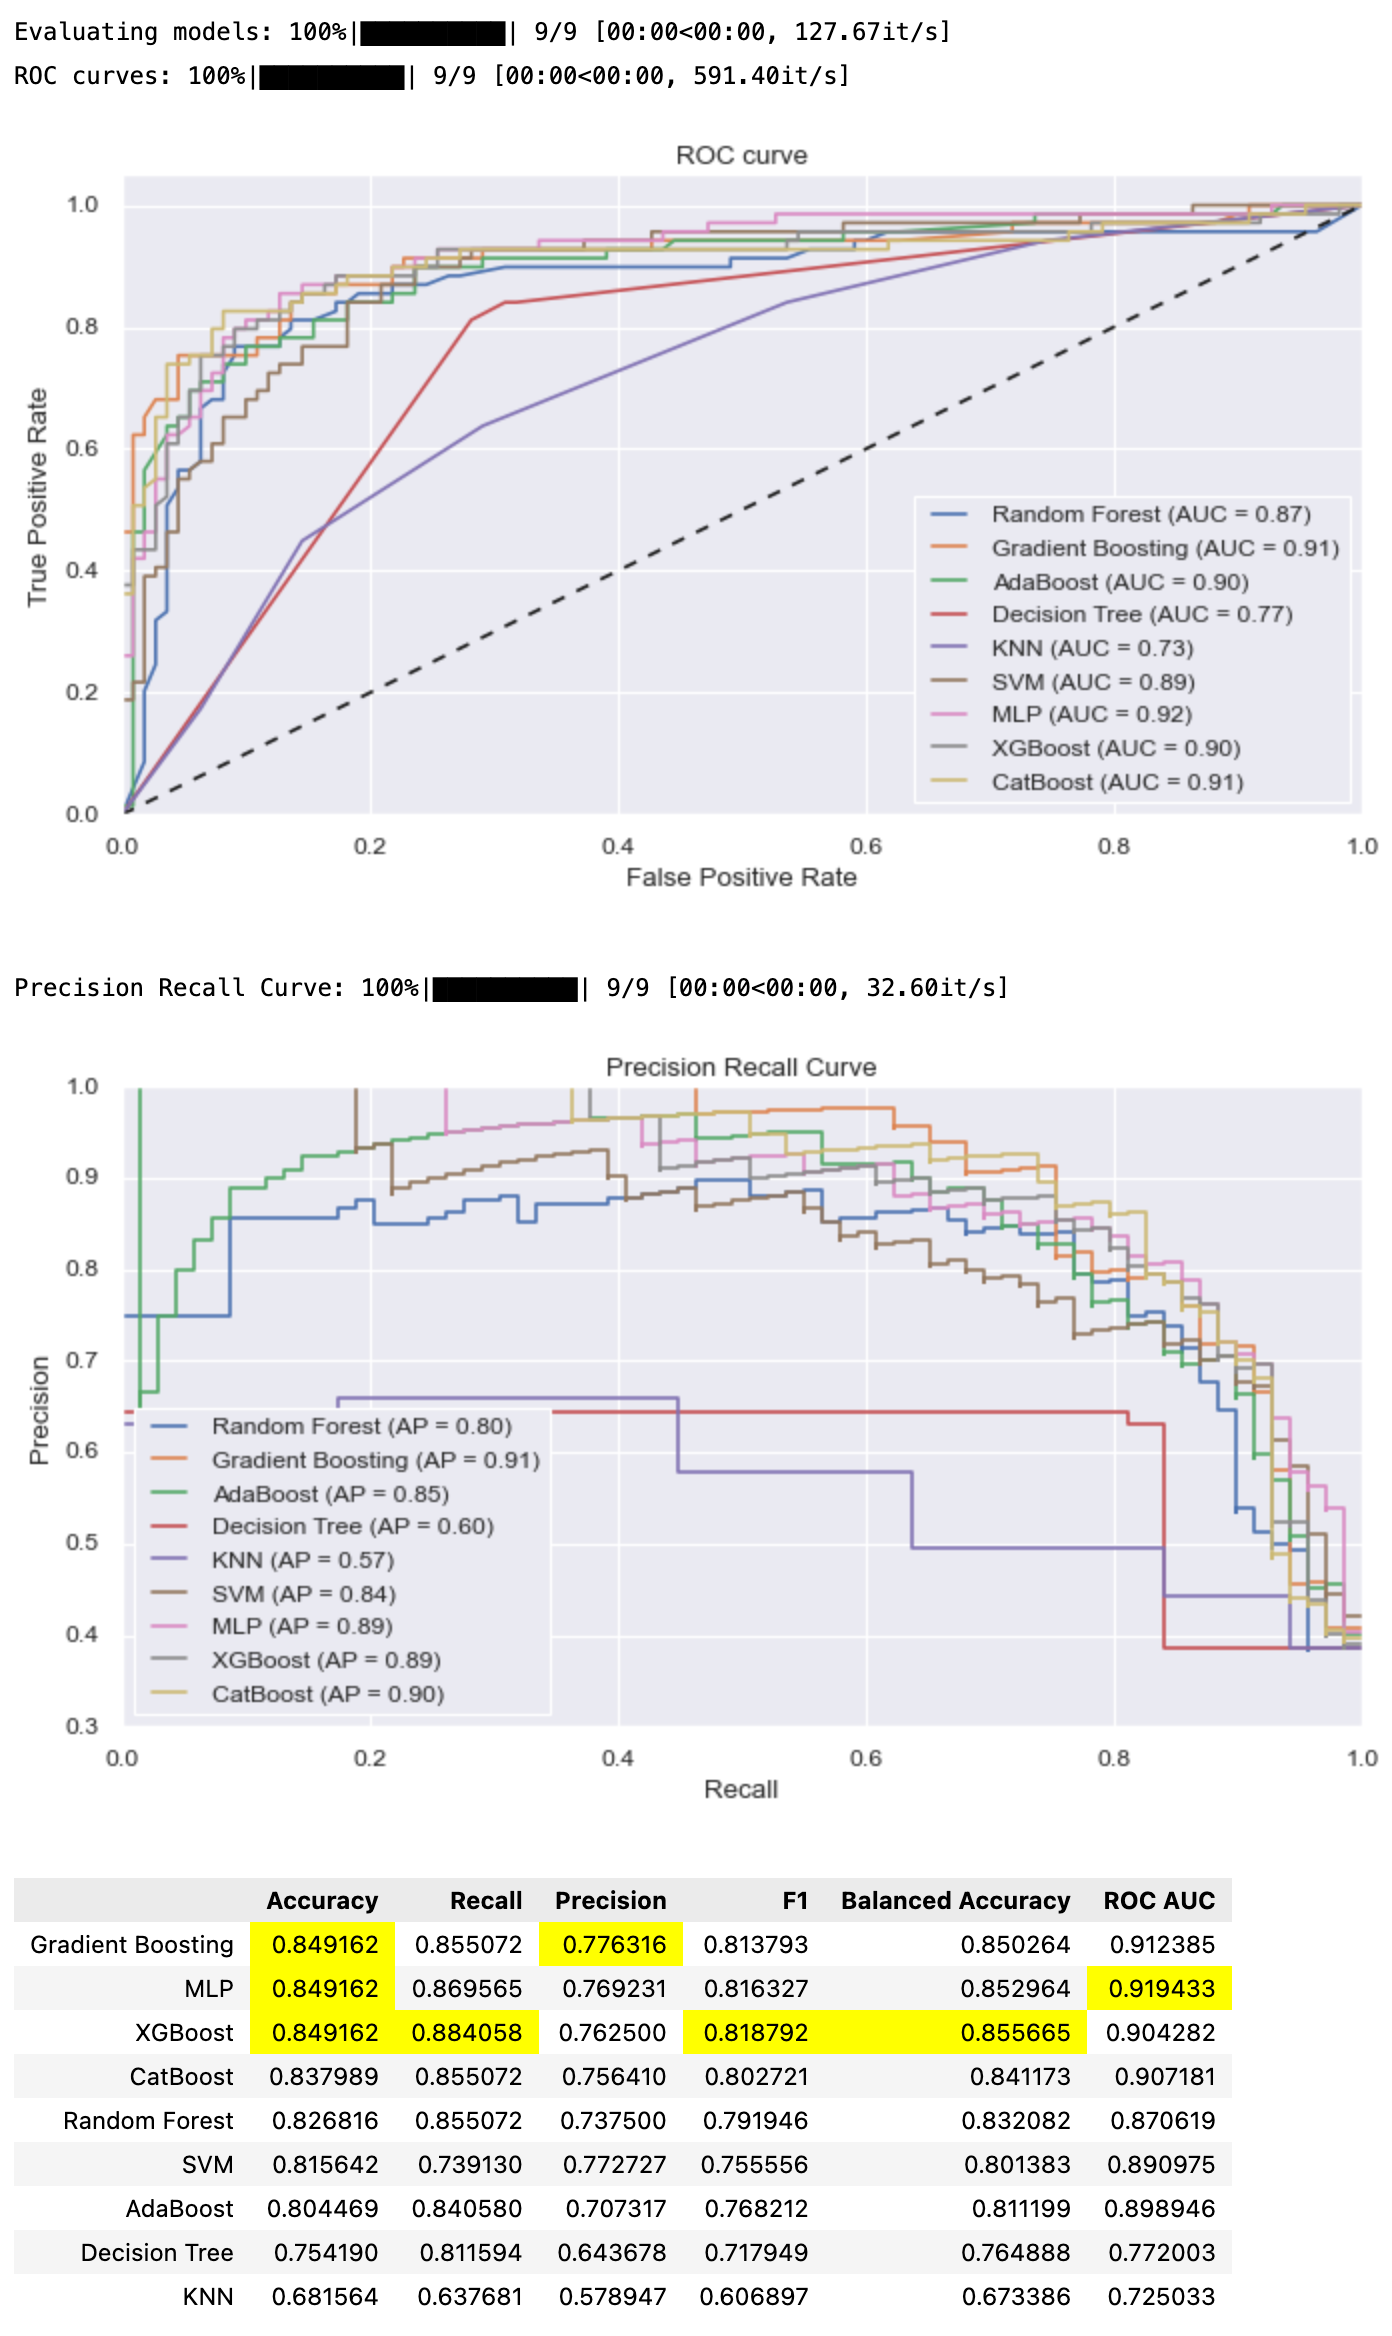 Evaluating models: 100%|██████████| 9/9 [00:00<00:00, 127.67it/s]
ROC curves: 100%|██████████| 9/9 [00:00<00:00, 591.40it/s]
ROC curve
1.0
0.8
0.6
0.4
0.2
0.0
True Positive Rate
Random Forest (AUC = 0.87)
Gradient Boosting (AUC = 0.91)
AdaBoost (AUC = 0.90)
Decision Tree (AUC = 0.77)
KNN (AUC = 0.73)
SVM (AUC = 0.89)
MLP (AUC = 0.92)
XGBoost (AUC = 0.90)
CatBoost (AUC = 0.91)
0.0 0.2 0.4 0.6 0.8 1.0
False Positive Rate
Precision Recall Curve: 100%|██████████| 9/9 [00:00<00:00, 32.60it/s]
Precision Recall Curve
1.0
0.9
0.8
0.7
0.6
0.5
0.4
0.3
Precision
Random Forest (AP = 0.80)
Gradient Boosting (AP = 0.91)
AdaBoost (AP = 0.85)
Decision Tree (AP = 0.60)
KNN (AP = 0.57)
SVM (AP = 0.84)
MLP (AP = 0.89)
XGBoost (AP = 0.89)
CatBoost (AP = 0.90)
0.0 0.2 0.4 0.6 0.8 1.0
Recall
Accuracy Recall Precision F1 Balanced Accuracy ROC AUC
Gradient Boosting 0.849162 0.855072 0.776316 0.813793 0.850264 0.912385
MLP 0.849162 0.869565 0.769231 0.816327 0.852964 0.919433
XGBoost 0.849162 0.884058 0.762500 0.818792 0.855665 0.904282
CatBoost 0.837989 0.855072 0.756410 0.802721 0.841173 0.907181
Random Forest 0.826816 0.855072 0.737500 0.791946 0.832082 0.870619
SVM 0.815642 0.739130 0.772727 0.755556 0.801383 0.890975
AdaBoost 0.804469 0.840580 0.707317 0.768212 0.811199 0.898946
Decision Tree 0.754190 0.811594 0.643678 0.717949 0.764888 0.772003
KNN 0.681564 0.637681 0.578947 0.606897 0.673386 0.725033